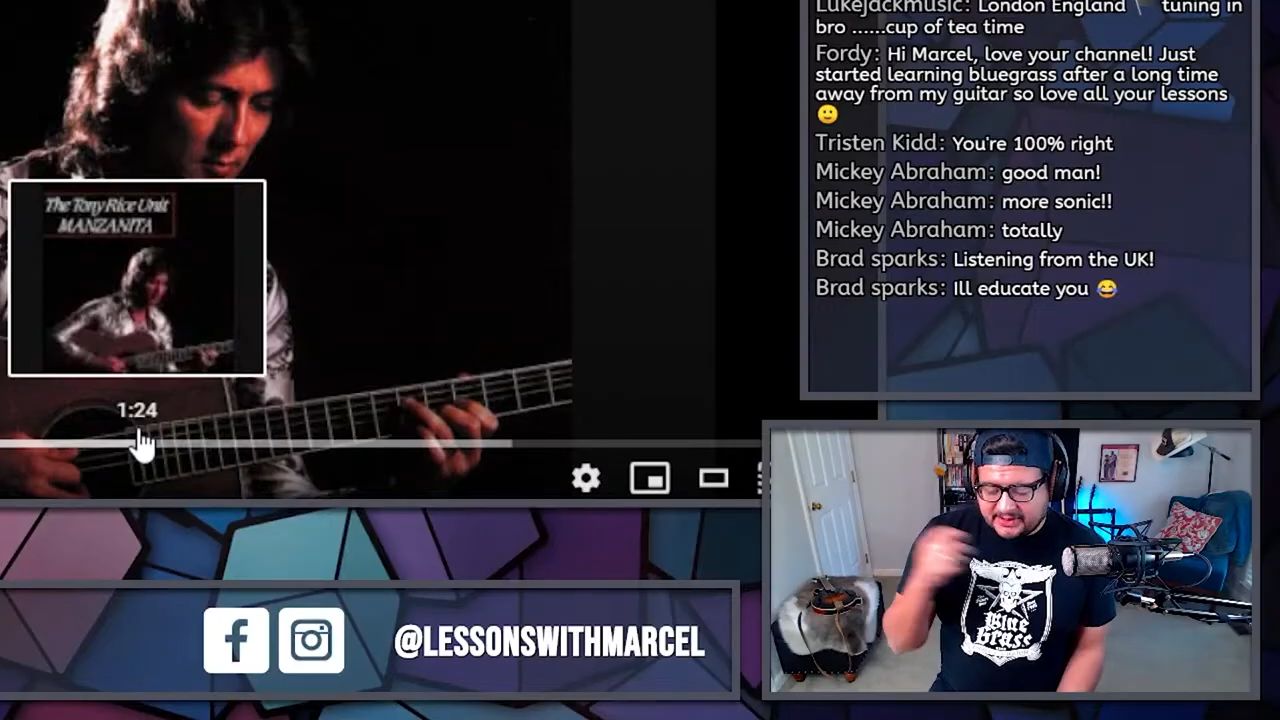 Lukejackmusic: London England tuning in
bro ......cup of tea time
Fordy: Hi Marcel, love your channel! Just
started learning bluegrass after a long time
away from my guitar so love all your lessons
🙂
Tristen Kidd: You're 100% right
Mickey Abraham: good man!
Mickey Abraham: more sonic!!
Mickey Abraham: totally
Brad sparks: Listening from the UK!
Brad sparks: Ill educate you 😂
The Tony Rice Unit
MANZANITA
1:24
@LESSONSWITHMARCEL
Blue
Grass